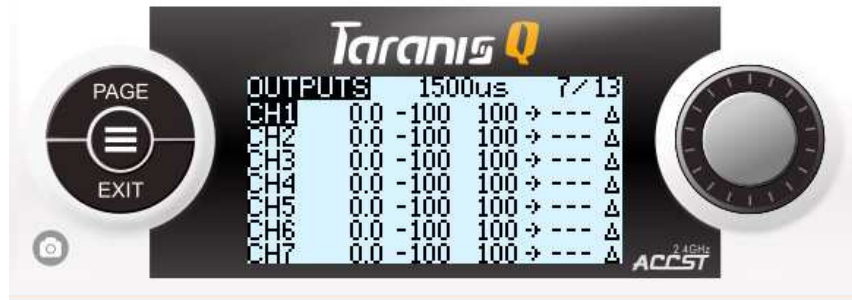 Taranis Q
PAGE
EXIT
OUTPUTS 1500us 7/13
CH1 0.0 -100 100 → --- Δ
CH2 0.0 -100 100 → --- Δ
CH3 0.0 -100 100 → --- Δ
CH4 0.0 -100 100 → --- Δ
CH5 0.0 -100 100 → --- Δ
CH6 0.0 -100 100 → --- Δ
CH7 0.0 -100 100 → --- Δ
2.4GHz
ACCST